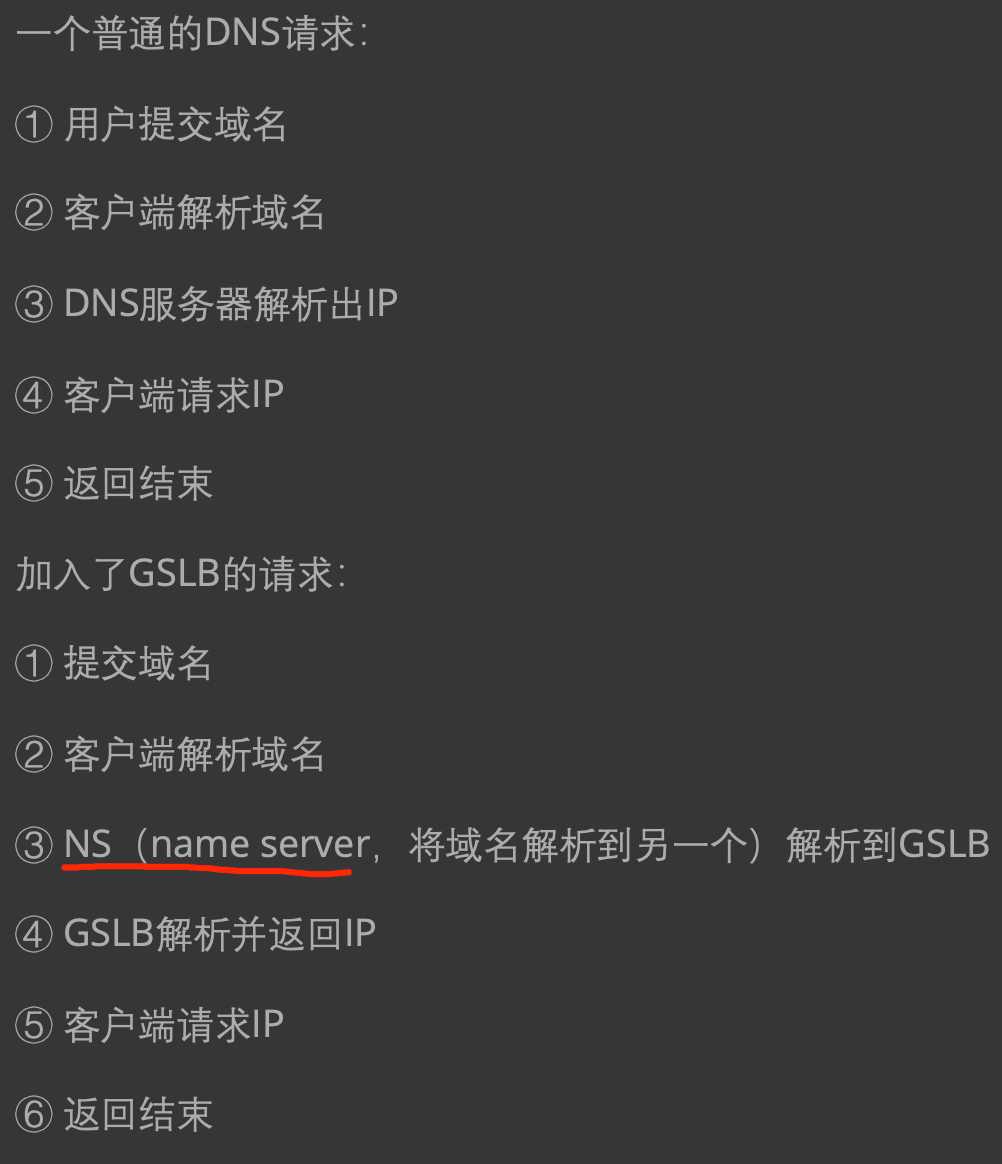 一个普通的DNS请求：
① 用户提交域名
② 客户端解析域名
③ DNS服务器解析出IP
④ 客户端请求IP
⑤ 返回结束
加入了GSLB的请求：
① 提交域名
② 客户端解析域名
③ NS（name server，将域名解析到另一个）解析到GSLB
④ GSLB解析并返回IP
⑤ 客户端请求IP
⑥ 返回结束